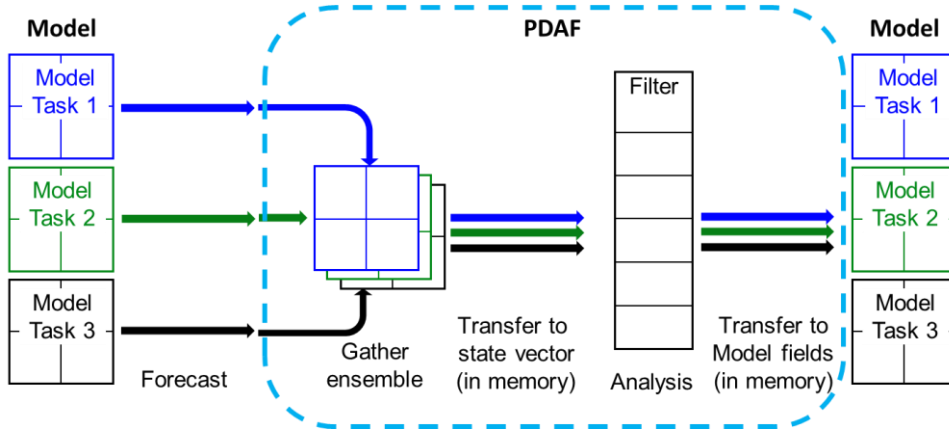 Model
PDAF
Model
Model
Task 1
Model
Task 2
Model
Task 3
Forecast
Gather
ensemble
Transfer to
state vector
(in memory)
Filter
Analysis
Transfer to
Model fields
(in memory)
Model
Task 1
Model
Task 2
Model
Task 3